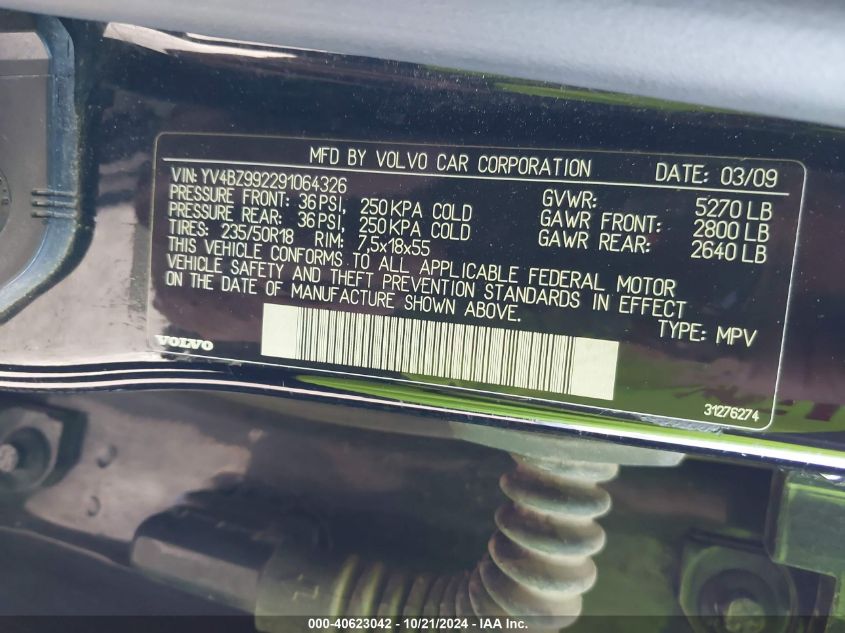 MFD BY VOLVO CAR CORPORATION DATE: 03/09
VIN: YV4BZ992291064326 GVWR: 5270 LB
PRESSURE FRONT: 36 PSI, 250 KPA COLD GAWR FRONT: 2800 LB
PRESSURE REAR: 36 PSI, 250 KPA COLD GAWR REAR: 2640 LB
TIRES: 235/50R18 RIM: 7,5x18x55
THIS VEHICLE CONFORMS TO ALL APPLICABLE FEDERAL MOTOR
VEHICLE SAFETY AND THEFT PREVENTION STANDARDS IN EFFECT
ON THE DATE OF MANUFACTURE SHOWN ABOVE.
TYPE: MPV
VOLVO
31276274
000-40623042 - 10/21/2024 - IAA Inc.